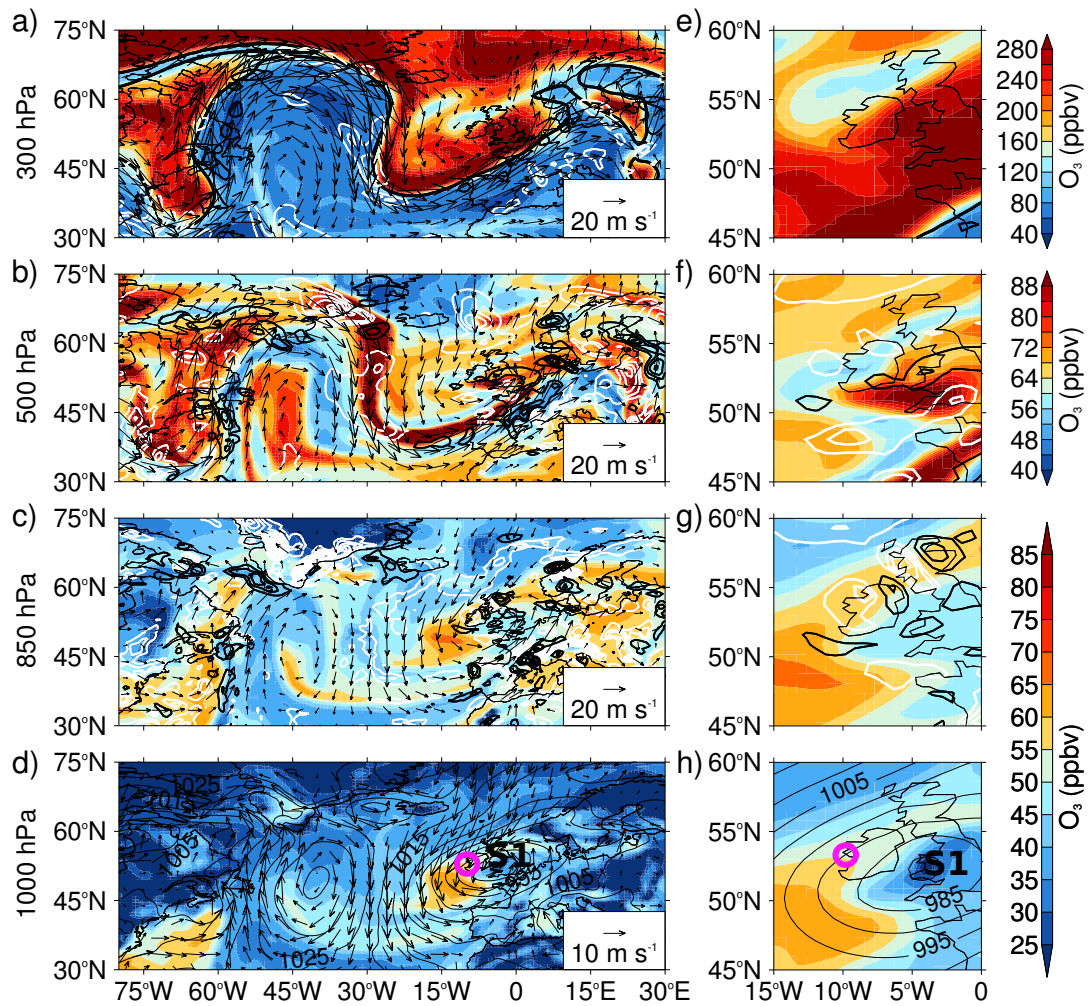 a)
75°N
60°N
45°N
30°N
300 hPa
20 m s⁻¹
e)
60°N
55°N
50°N
45°N
280
240
200
160
120
80
40
O₃ (ppbv)
b)
75°N
60°N
45°N
30°N
500 hPa
20 m s⁻¹
f)
60°N
55°N
50°N
45°N
88
80
72
64
56
48
40
O₃ (ppbv)
c)
75°N
60°N
45°N
30°N
850 hPa
20 m s⁻¹
g)
60°N
55°N
50°N
45°N
d)
75°N
60°N
45°N
30°N
1000 hPa
1025
1015
1005
1015
S1
995
1005
1025
10 m s⁻¹
75°W 60°W 45°W 30°W 15°W 0 15°E 30°E
h)
60°N
55°N
50°N
45°N
1005
S1
985
995
15°W 10°W 5°W 0
85
80
75
70
65
60
55
50
45
40
35
30
25
O₃ (ppbv)